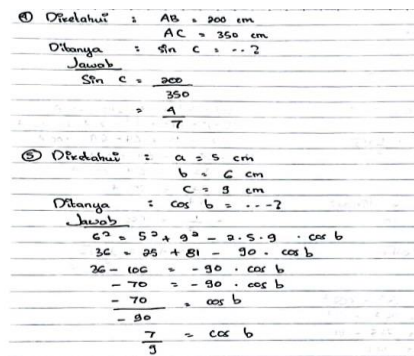 ④ Diketahui : AB = 200 cm
AC = 350 cm
Ditanya : sin c = ...?
Jawab
Sin c = 200
350
= 4
7
⑤ Diketahui : a = 5 cm
b = 6 cm
c = 9 cm
Ditanya : cos b = ...?
Jawab
6² = 5² + 9² - 2.5.9 . cos b
36 = 25 + 81 - 90 . cos b
36 - 106 = - 90 . cos b
- 70 = - 90 . cos b
- 70 = cos b
- 90
7 = cos b
9